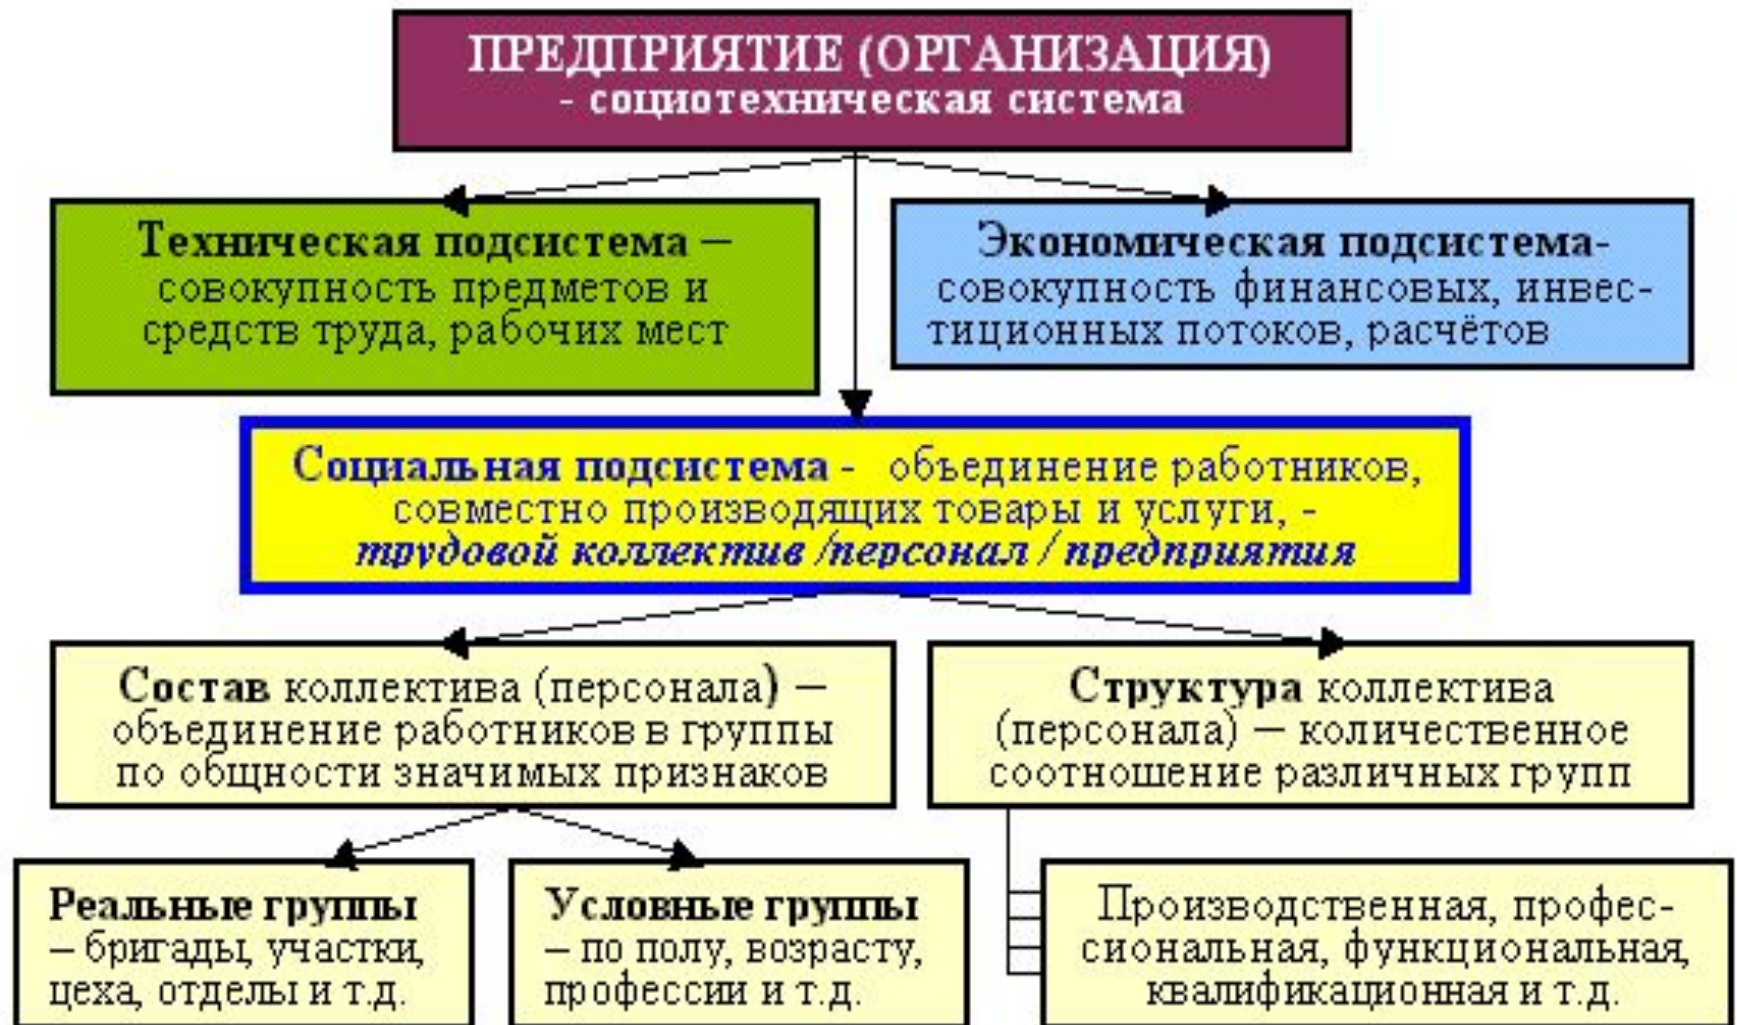 ПРЕДПРИЯТИЕ (ОРГАНИЗАЦИЯ)
- социотехническая система
Техническая подсистема –
совокупность предметов и
средств труда, рабочих мест
Экономическая подсистема-
совокупность финансовых, инвес-
тиционных потоков, расчётов
Социальная подсистема - объединение работников,
совместно производящих товары и услуги, -
трудовой коллектив /персонал / предприятия
Состав коллектива (персонала) –
объединение работников в группы
по общности значимых признаков
Структура коллектива
(персонала) – количественное
соотношение различных групп
Реальные группы
– бригады, участки,
цеха, отделы и т.д.
Условные группы
– по полу, возрасту,
профессии и т.д.
Производственная, профес-
сиональная, функциональная,
квалификационная и т.д.